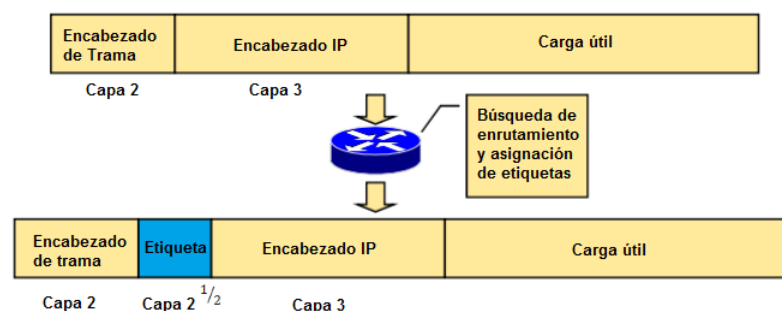 Encabezado
de Trama
Encabezado IP
Carga útil
Capa 2
Capa 3
Búsqueda de
enrutamiento
y asignación
de etiquetas
Encabezado
de trama
Etiqueta
Encabezado IP
Carga útil
Capa 2
Capa 2 1/2
Capa 3